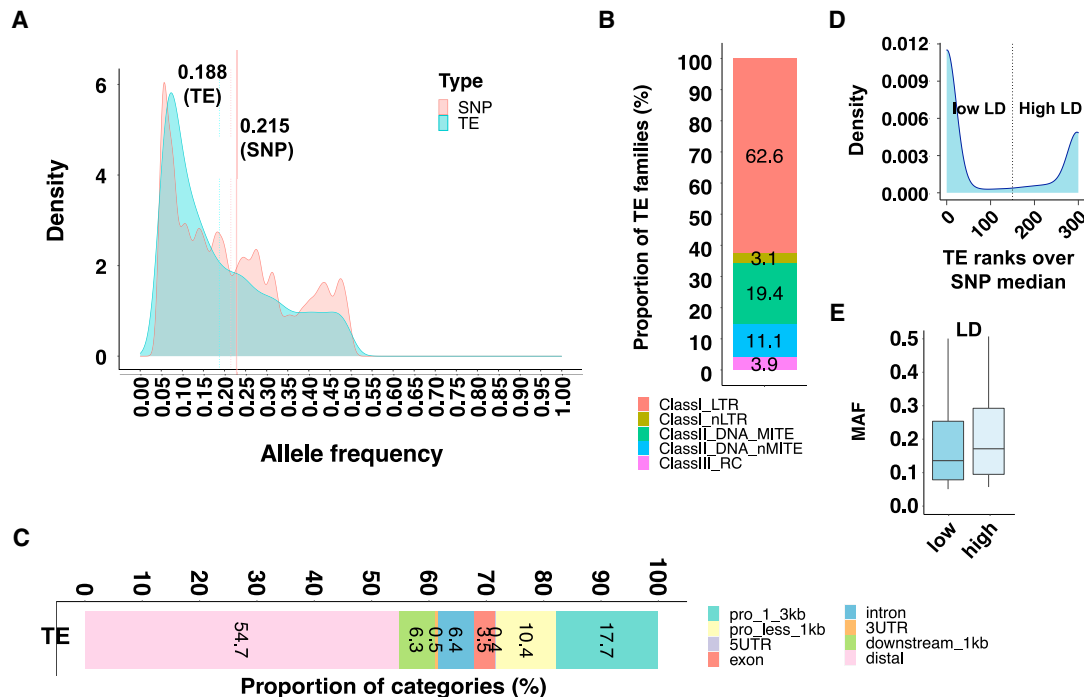 A
0.188
(TE)
0.215
(SNP)
Type
SNP
TE
6
4
2
0
Density
0.00
0.05
0.10
0.15
0.20
0.25
0.30
0.35
0.40
0.45
0.50
0.55
0.60
0.65
0.70
0.75
0.80
0.85
0.90
0.95
1.00
Allele frequency
B
Proportion of TE families (%)
100
90
80
70
60
50
40
30
20
10
0
62.6
3.1
19.4
11.1
3.9
ClassI_LTR
ClassI_nLTR
ClassII_DNA_MITE
ClassII_DNA_nMITE
ClassIII_RC
D
0.012
0.009
0.006
0.003
0.000
Density
low LD
High LD
0
100
200
300
TE ranks over
SNP median
E
LD
0.5
0.4
0.3
0.2
0.1
0.0
MAF
low
high
C
0
10
20
30
40
50
60
70
80
90
100
TE
54.7
6.3
0.5
6.4
3.5
0.4
10.4
17.7
Proportion of categories (%)
pro_1_3kb
pro_less_1kb
5UTR
exon
intron
3UTR
downstream_1kb
distal